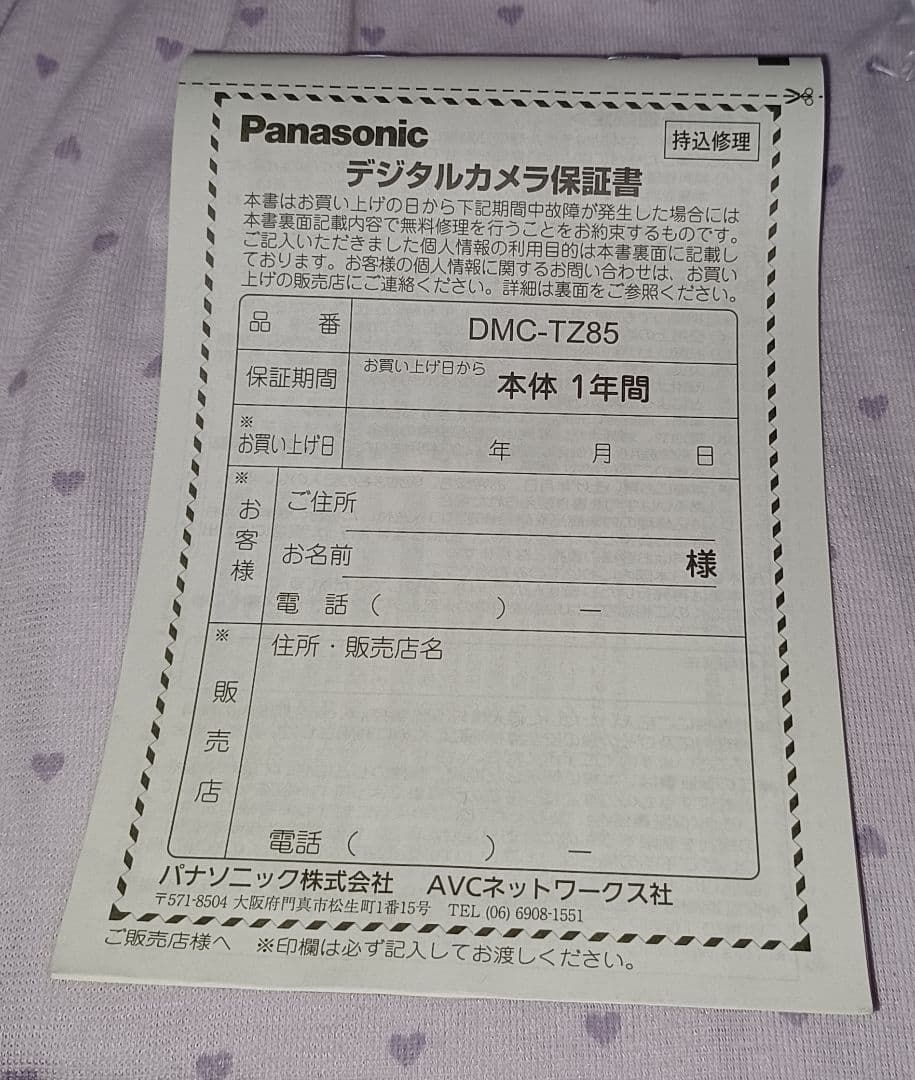 Panasonic
持込修理
デジタルカメラ保証書
本書はお買い上げの日から下記期間中故障が発生した場合には
本書裏面記載内容で無料修理を行うことをお約束するものです。
ご記入いただきました個人情報の利用目的は本書裏面に記載し
ております。お客様の個人情報に関するお問い合わせは、お買い
上げの販売店にご連絡ください。詳細は裏面をご参照ください。
品 番 DMC-TZ85
保証期間 お買い上げ日から 本体 1年間
※
お買い上げ日 年 月 日
※
お客様
ご住所
お名前 様
電 話 ( ) ―
※
販売店
住所・販売店名
電話 ( ) ―
パナソニック株式会社 AVCネットワークス社
〒571-8504 大阪府門真市松生町1番15号 TEL (06) 6908-1551
ご販売店様へ ※印欄は必ず記入してお渡しください。